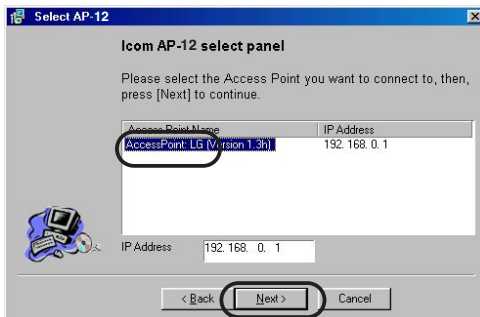 Select AP-12
Icom AP-12 select panel
Please select the Access Point you want to connect to, then,
press [Next] to continue.
Access Point Name IP Address
AccessPoint: LG (Version 1.3h) 192. 168. 0. 1
IP Address 192. 168. 0. 1
< Back Next > Cancel